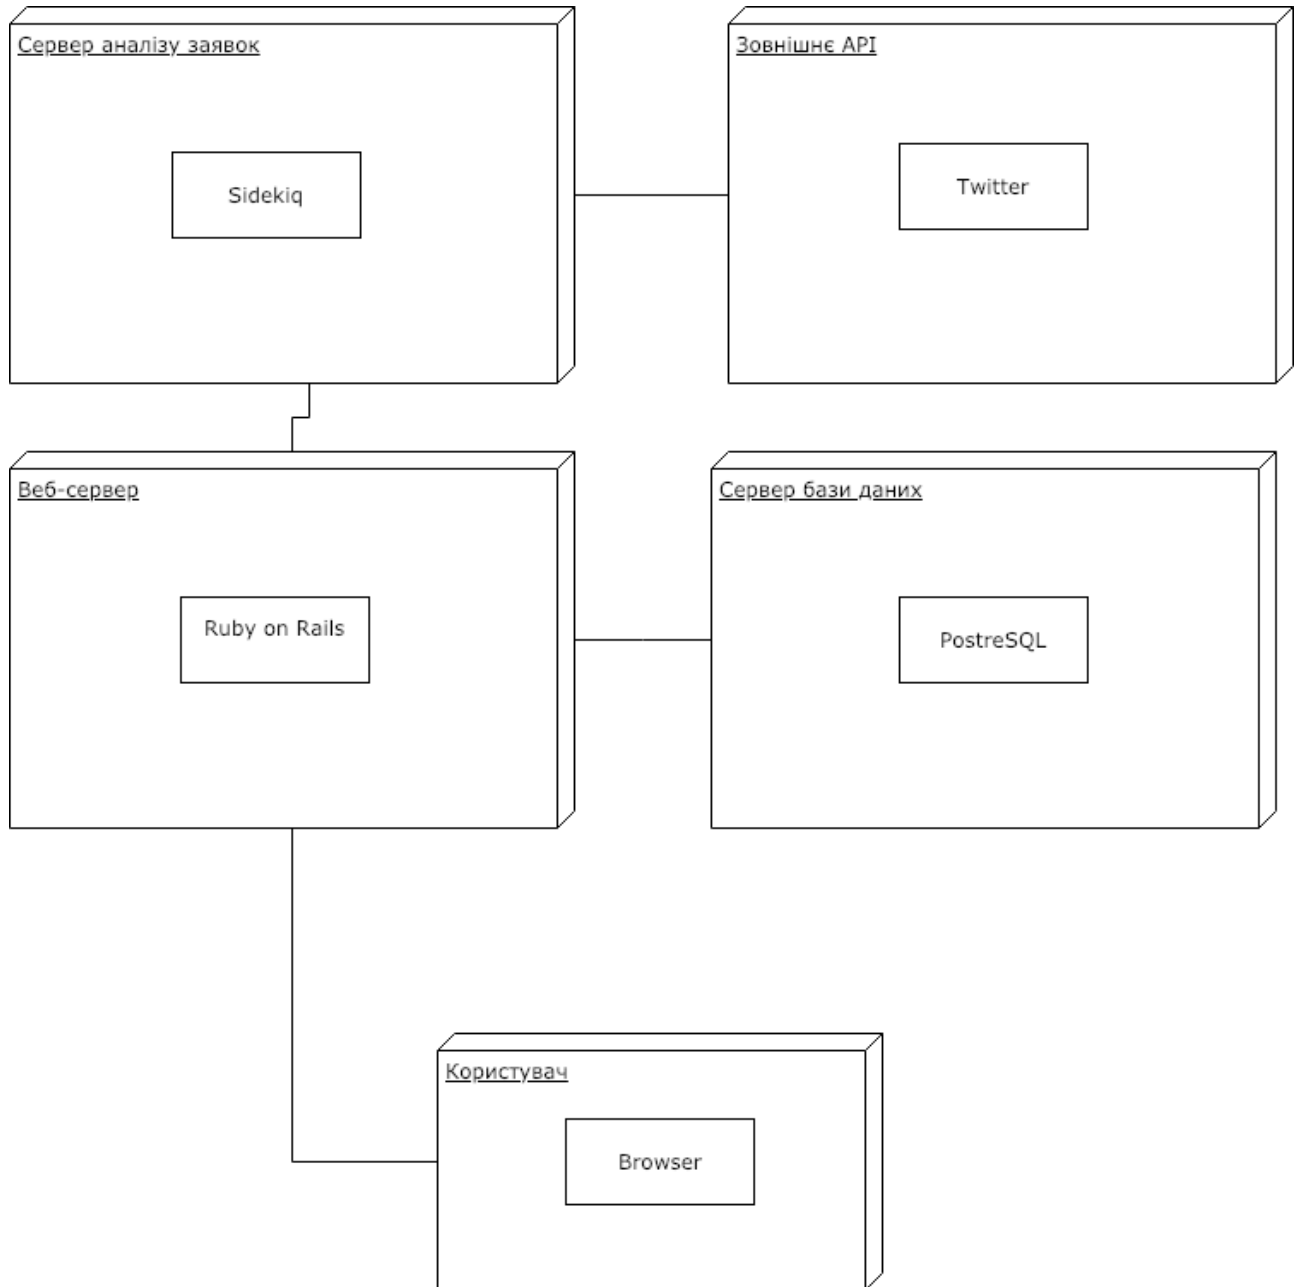 Сервер аналізу заявок
Зовнішнє API
Sidekiq
Twitter
Веб-сервер
Сервер бази даних
Ruby on Rails
PostreSQL
Користувач
Browser